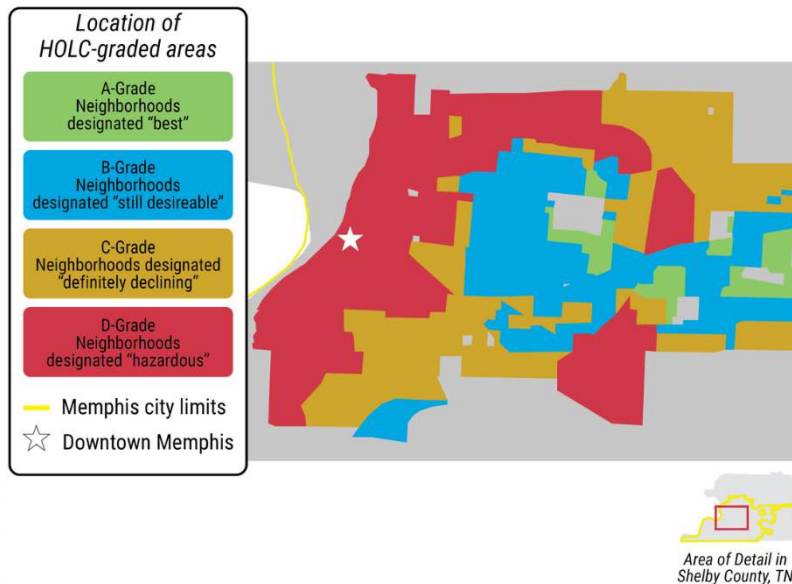 Location of
HOLC-graded areas
A-Grade
Neighborhoods
designated “best”
B-Grade
Neighborhoods
designated “still desireable”
C-Grade
Neighborhoods designated
“definitely declining”
D-Grade
Neighborhoods
designated “hazardous”
Memphis city limits
Downtown Memphis
Area of Detail in
Shelby County, TN